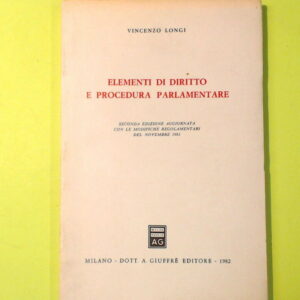 VINCENZO LONGI
ELEMENTI DI DIRITTO
E PROCEDURA PARLAMENTARE
SECONDA EDIZIONE AGGIORNATA
CON LE MODIFICHE REGOLAMENTARI
DEL NOVEMBRE 1981
AG
MILANO - DOTT. A. GIUFFRÈ EDITORE - 1982